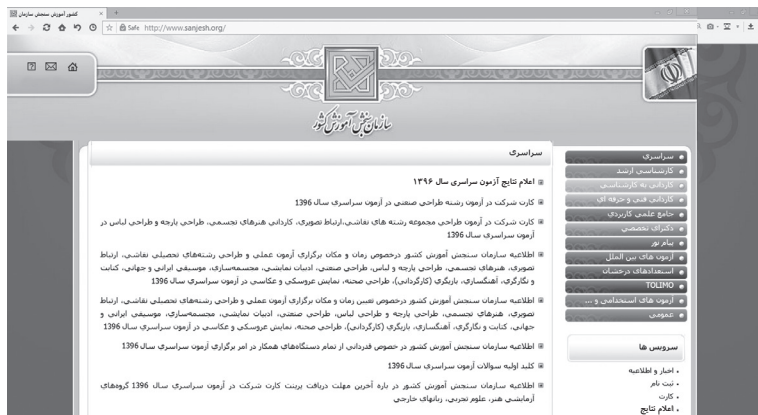 کشور آموزش سنجش سازمان
Safe http://www.sanjesh.org/
سازمان سنجش آموزش کشور
سراسری
کارشناسی ارشد
کاردانی به کارشناسی
کاردانی فنی و حرفه ای
جامع علمی کاربردی
دکترای تخصصی
پیام نور
آزمون های بین الملل
استعدادهای درخشان
TOLIMO
آزمون های استخدامی و ...
عمومی
سرویس ها
اخبار و اطلاعیه
ثبت نام
کارت
اعلام نتایج
سراسری
اعلام نتایج آزمون سراسری سال ۱۳۹۶
کارت شرکت در آزمون رشته طراحی صنعتی در آزمون سراسری سال 1396
کارت شرکت در آزمون طراحی مجموعه رشته های نقاشی،ارتباط تصویری، کاردانی هنرهای تجسمی، طراحی پارچه و طراحی لباس در
آزمون سراسری سال 1396
اطلاعیه سازمان سنجش آموزش کشور درخصوص زمان و مکان برگزاری آزمون عملی و طراحی رشته‌های تحصیلی نقاشی، ارتباط
تصویری، هنرهای تجسمی، طراحی پارچه و لباس، طراحی صنعتی، ادبیات نمایشی، مجسمه‌سازی، موسیقی ایرانی و جهانی، کتابت
و نگارگری، آهنگسازی، بازیگری (کارگردانی)، طراحی صحنه، نمایش عروسکی و عکاسی در آزمون سراسری سال 1396
اطلاعیه سازمان سنجش آموزش کشور درخصوص تعیین زمان و مکان برگزاری آزمون عملی و طراحی رشته‌های تحصیلی نقاشی، ارتباط
تصویری، هنرهای تجسمی، طراحی پارچه و طراحی لباس، طراحی صنعتی، ادبیات نمایشی، مجسمه‌سازی، موسیقی ایرانی و
جهانی، کتابت و نگارگری، آهنگسازی، بازیگری (کارگردانی)، طراحی صحنه، نمایش عروسکی و عکاسی در آزمون سراسری سال 1396
اطلاعیه سازمان سنجش آموزش کشور در خصوص قدردانی از تمام دستگاه‌های همکار در امر برگزاری آزمون سراسری سال 1396
کلید اولیه سوالات آزمون سراسری سال 1396
اطلاعیه سازمان سنجش آموزش کشور در باره آخرین مهلت دریافت پرینت کارت شرکت در آزمون سراسری سال 1396 گروه‌های
آزمایشی هنر، علوم تجربی، زبانهای خارجی